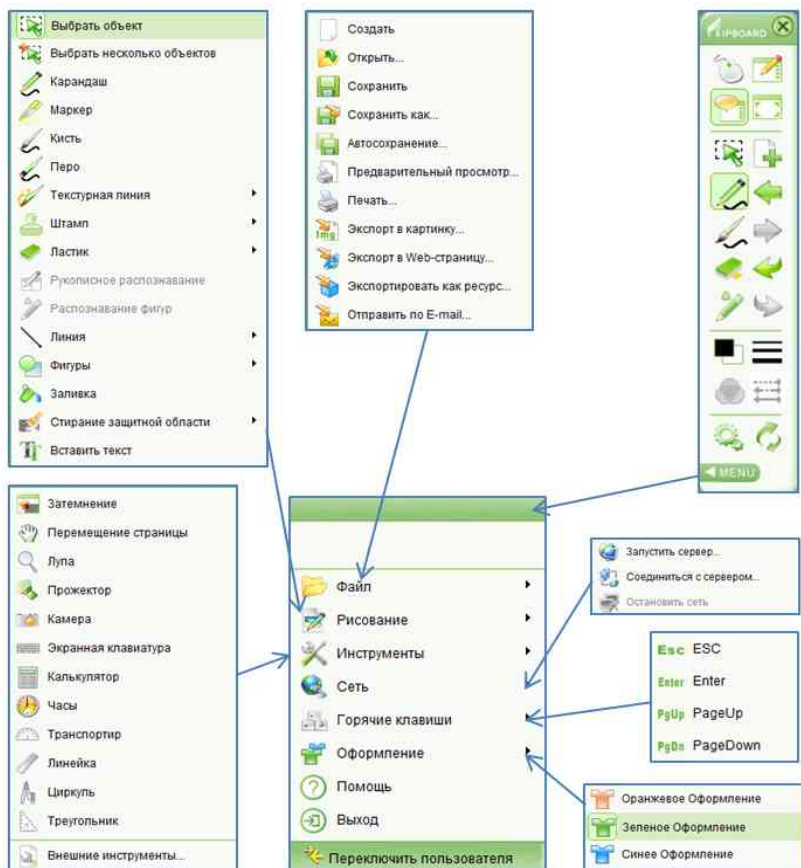 Выбрать объект
Выбрать несколько объектов
Карандаш
Маркер
Кисть
Перо
Текстурная линия
Штамп
Ластик
Рукописное распознавание
Распознавание фигур
Линия
Фигуры
Заливка
Стирание защитной области
Вставить текст
Создать
Открыть...
Сохранить
Сохранить как...
Автосохранение...
Предварительный просмотр...
Печать...
Img Экспорт в картинку...
Экспорт в Web-страницу...
Экспортировать как ресурс...
Отправить по E-mail...
MENU
Затемнение
Перемещение страницы
Лупа
Прожектор
Камера
Экранная клавиатура
Калькулятор
Часы
Транспортир
Линейка
Циркуль
Треугольник
Внешние инструменты...
Файл
Рисование
Инструменты
Сеть
Горячие клавиши
Оформление
Помощь
Выход
Переключить пользователя
Запустить сервер...
Соединиться с сервером...
Остановить сеть
Esc ESC
Enter Enter
PgUp PageUp
PgDn PageDown
Оранжевое Оформление
Зеленое Оформление
Синее Оформление